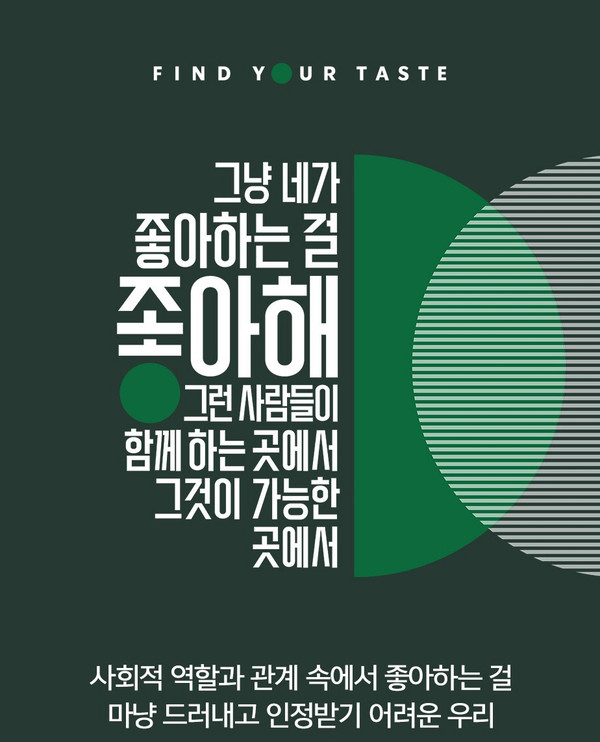 FIND YOUR TASTE
그냥 네가
좋아하는 걸
좋아해
그런 사람들이
함께 하는 곳에서
그것이 가능한
곳에서
사회적 역할과 관계 속에서 좋아하는 걸
마냥 드러내고 인정받기 어려운 우리